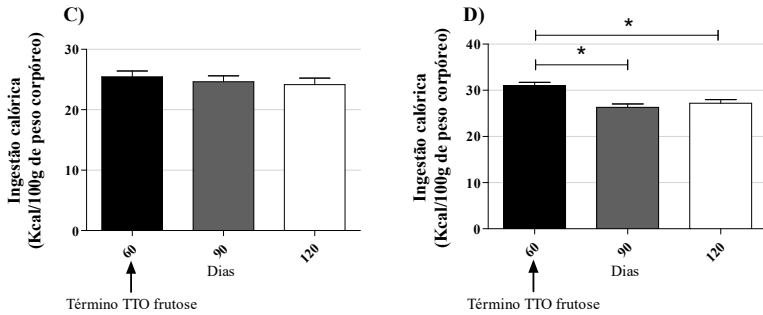 C)
Ingestão calórica
(Kcal/100g de peso corpóreo)
30
20
10
0
60
90
120
Dias
Término TTO frutose
D)
Ingestão calórica
(Kcal/100g de peso corpóreo)
40
30
20
10
0
*
*
60
90
120
Dias
Término TTO frutose